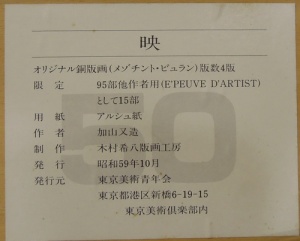 映
オリジナル銅版画(メゾチント・ビュラン)版数4版
限 定 95部他作者用(E'PEUVE D'ARTIST)
として15部
用 紙 アルシュ紙
作 者 加山又造
制 作 木村希八版画工房
発 行 昭和59年10月
発行元 東京美術青年会
東京都港区新橋6-19-15
東京美術倶楽部内
50